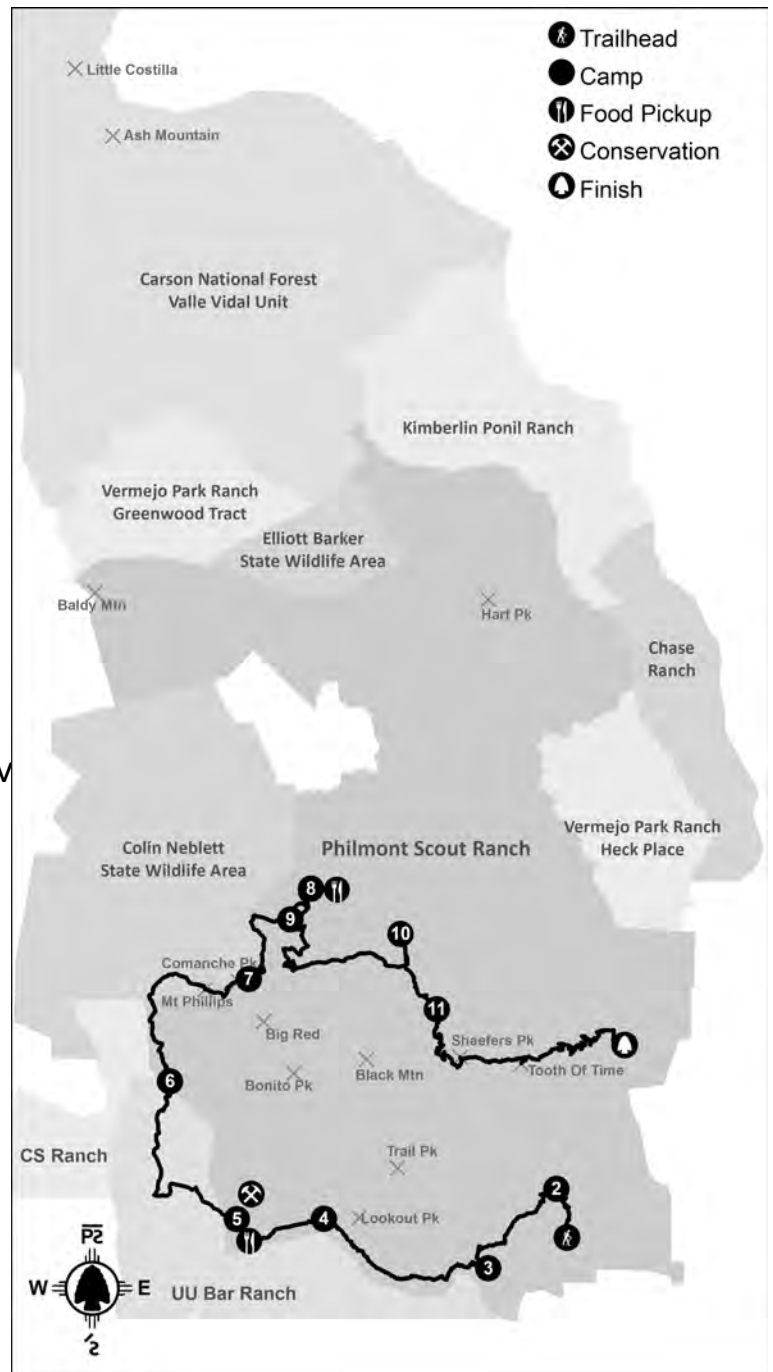 Trailhead
Camp
Food Pickup
Conservation
Finish
Little Costilla
Ash Mountain
Carson National Forest
Valle Vidal Unit
Kimberlin Ponil Ranch
Vermejo Park Ranch
Greenwood Tract
Elliott Barker
State Wildlife Area
Baldy Mtn
Hart Pk
Chase
Ranch
Vermejo Park Ranch
Heck Place
Colin Neblett
State Wildlife Area
Philmont Scout Ranch
8
9
10
Comanche Pk
7
Mt Phillips
11
Big Red
Shaefers Pk
Black Mtn
Tooth Of Time
Bonito Pk
6
CS Ranch
Trail Pk
2
5
4
Lookout Pk
3
W
E
UU Bar Ranch